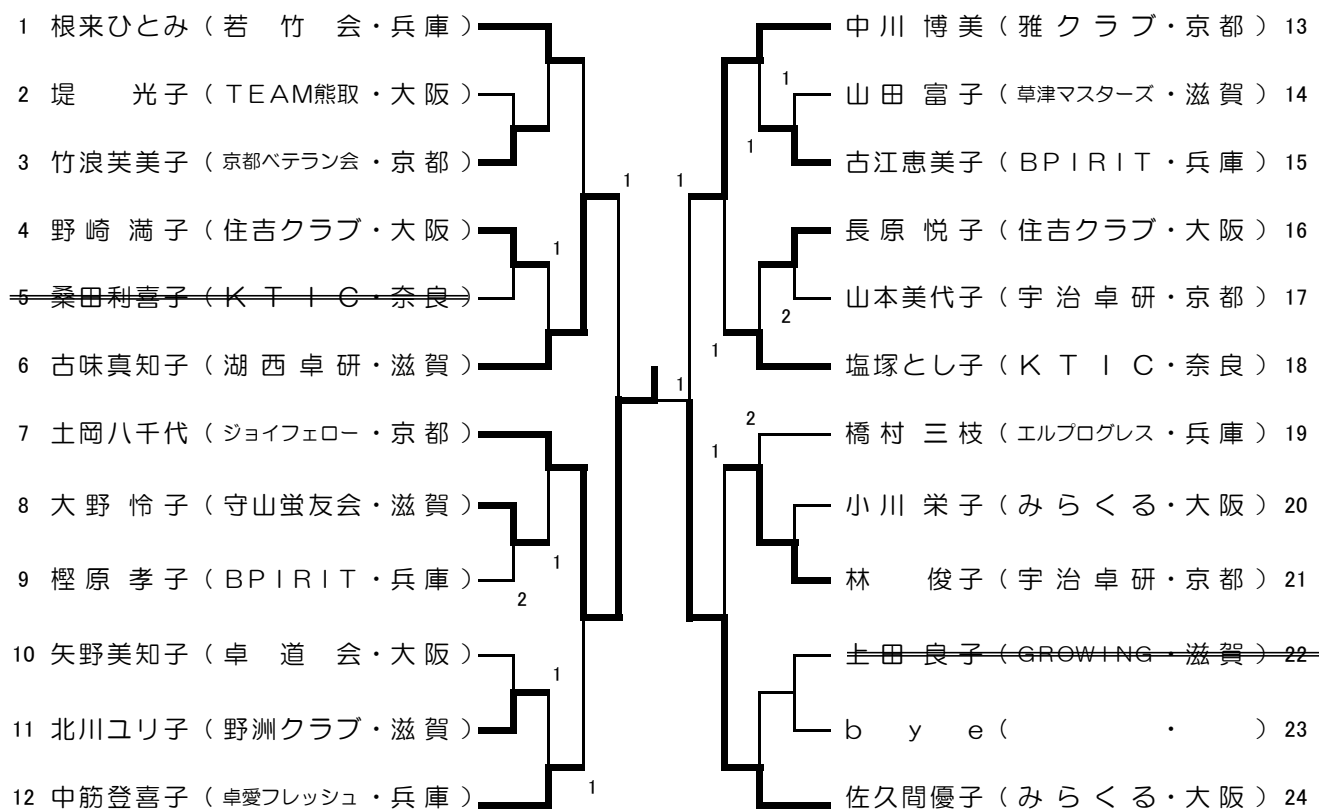 1 根来ひとみ（若竹会・兵庫）
2 堤光子（TEAM熊取・大阪）
3 竹浪芙美子（京都ベテラン会・京都）
4 野崎満子（住吉クラブ・大阪）
5 桑田利喜子（KTIC・奈良）
6 古味真知子（湖西卓研・滋賀）
7 土岡八千代（ジョイフェロー・京都）
8 大野怜子（守山蛍友会・滋賀）
9 樫原孝子（BPIRIT・兵庫）
10 矢野美知子（卓道会・大阪）
11 北川ユリ子（野洲クラブ・滋賀）
12 中筋登喜子（卓愛フレッシュ・兵庫）
1
1
1
2
1
1
1
1
1
1
1
2
1
2
1
中川博美（雅クラブ・京都）13
山田富子（草津マスターズ・滋賀）14
古江恵美子（BPIRIT・兵庫）15
長原悦子（住吉クラブ・大阪）16
山本美代子（宇治卓研・京都）17
塩塚とし子（KTIC・奈良）18
橋村三枝（エルプログレス・兵庫）19
小川栄子（みらくる・大阪）20
林俊子（宇治卓研・京都）21
上田良子（GROWING・滋賀）22
bye（・）23
佐久間優子（みらくる・大阪）24